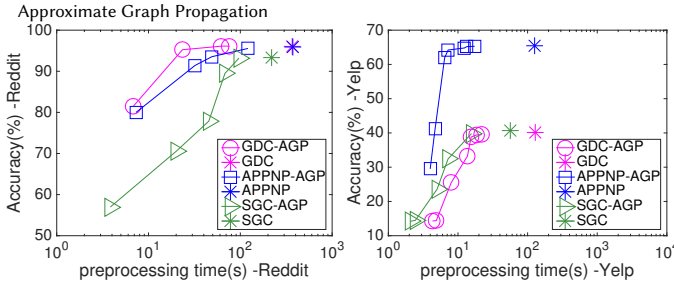 Approximate Graph Propagation
100
90
80
70
60
50
Accuracy(%) -Reddit
GDC-AGP
GDC
APPNP-AGP
APPNP
SGC-AGP
SGC
10^0 10^1 10^2 10^3
preprocessing time(s) -Reddit
70
60
50
40
30
20
10
Accuracy(%) -Yelp
GDC-AGP
GDC
APPNP-AGP
APPNP
SGC-AGP
SGC
10^0 10^1 10^2 10^3 10^4
preprocessing time(s) -Yelp